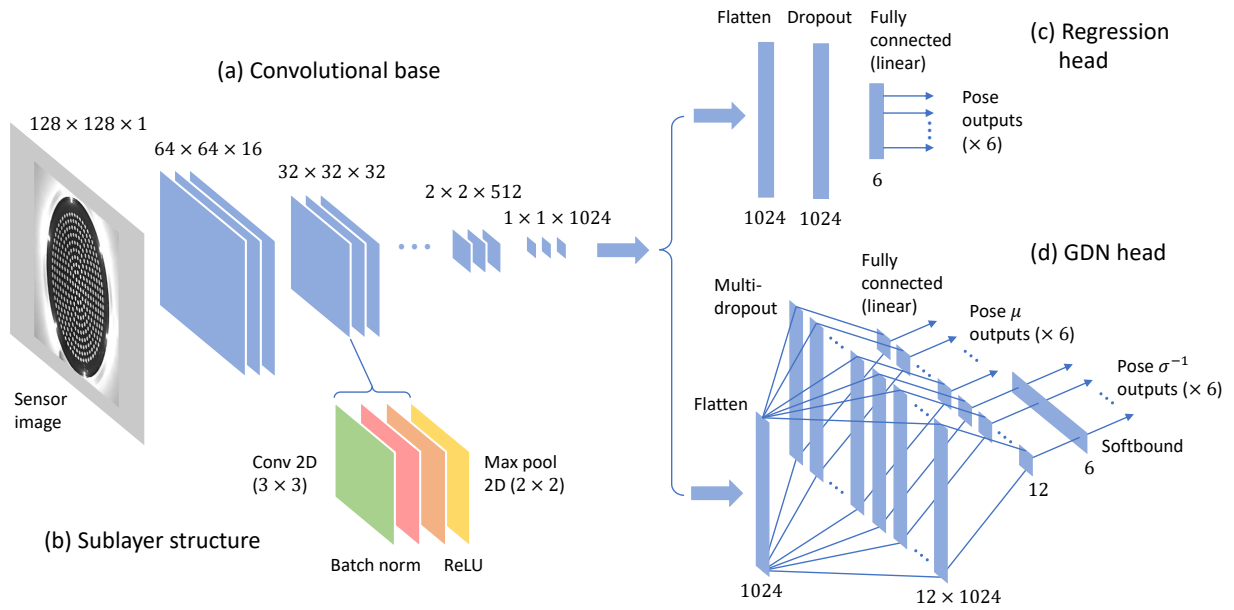 (a) Convolutional base
128 × 128 × 1
64 × 64 × 16
32 × 32 × 32
2 × 2 × 512
1 × 1 × 1024
Sensor
image
(b) Sublayer structure
Conv 2D
(3 × 3)
Batch norm
ReLU
Max pool
2D (2 × 2)
(c) Regression
head
Flatten
Dropout
Fully
connected
(linear)
Pose
outputs
(× 6)
1024
1024
6
(d) GDN head
Flatten
Multi-
dropout
Fully
connected
(linear)
Pose μ
outputs (× 6)
Pose σ⁻¹
outputs (× 6)
Softbound
6
12
1024
12 × 1024